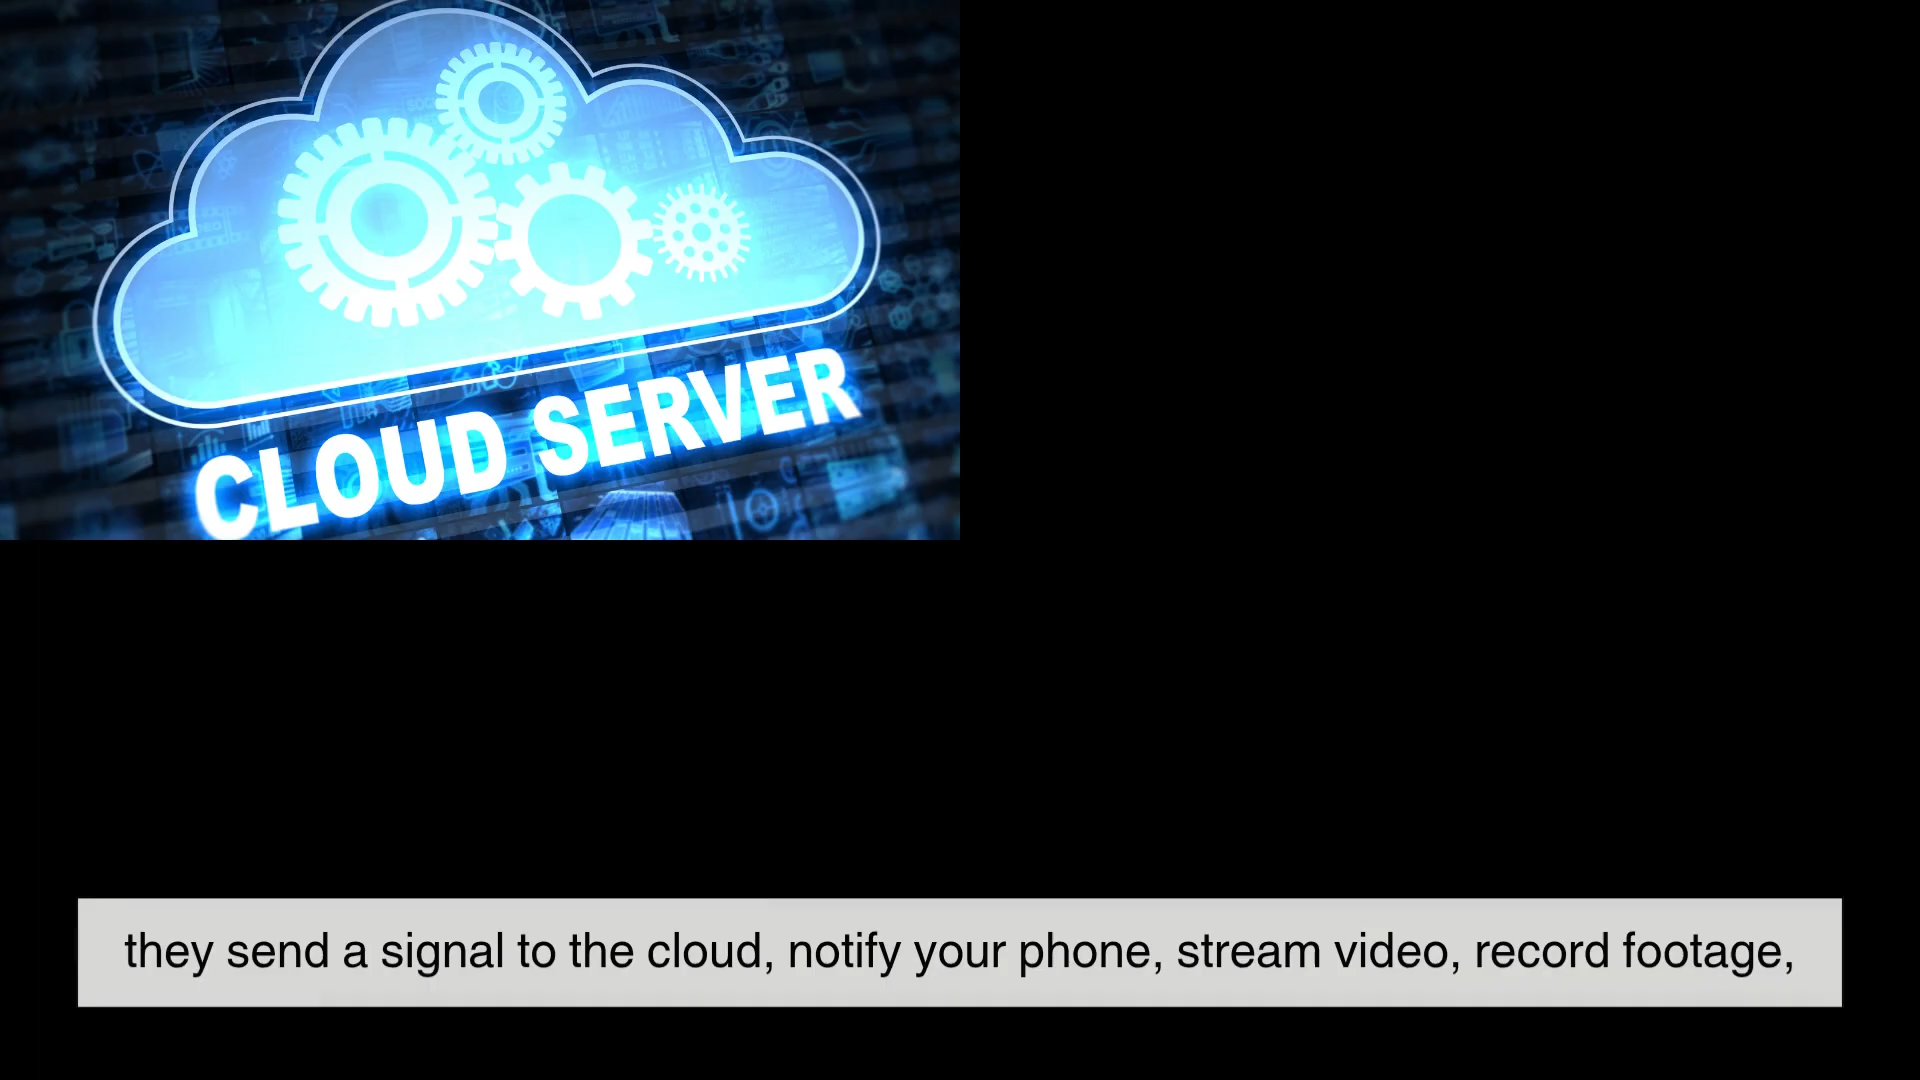 CLOUD SERVER
they send a signal to the cloud, notify your phone, stream video, record footage,